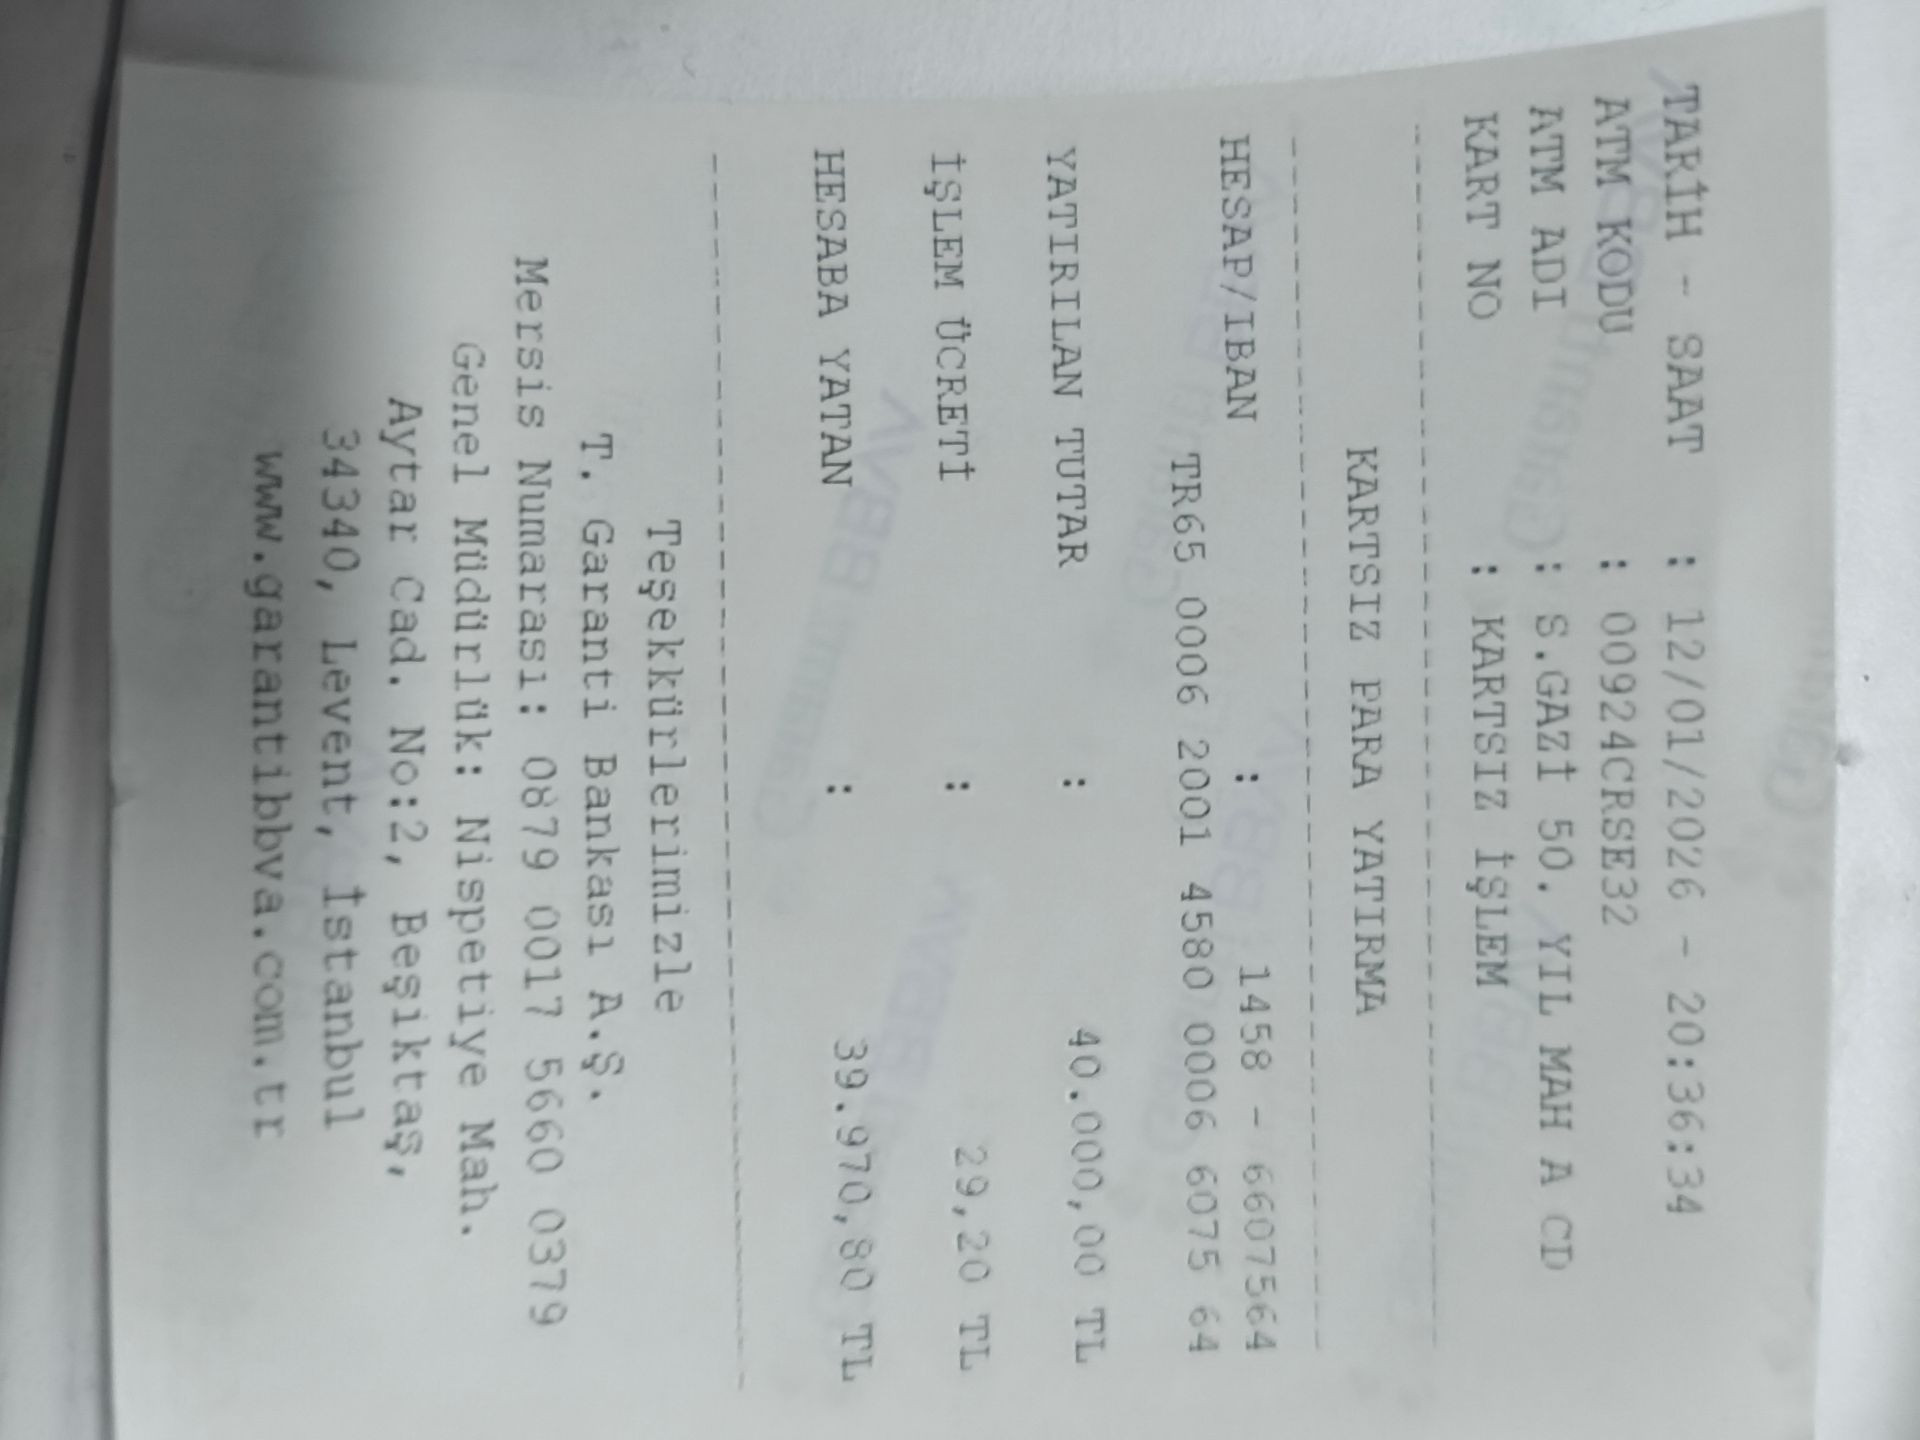 TARİH - SAAT : 12/01/2026 - 20:36:34
ATM KODU : 00924CRSE32
ATM ADI : S.GAZİ 50. YIL MAH A CD
KART NO : KARTSIZ İŞLEM
KARTSIZ PARA YATIRMA
HESAP/IBAN : 1458 - 6607564
TR65 0006 2001 4580 0006 6075 64
YATIRILAN TUTAR : 40.000,00 TL
İŞLEM ÜCRETİ : 29,20 TL
HESABA YATAN : 39.970,80 TL
Teşekkürlerimizle
T. Garanti Bankası A.Ş.
Mersis Numarası: 0879 0017 5660 0379
Genel Müdürlük: Nispetiye Mah.
Aytar Cad. No:2, Beşiktaş,
34340, Levent, İstanbul
www.garantibbva.com.tr